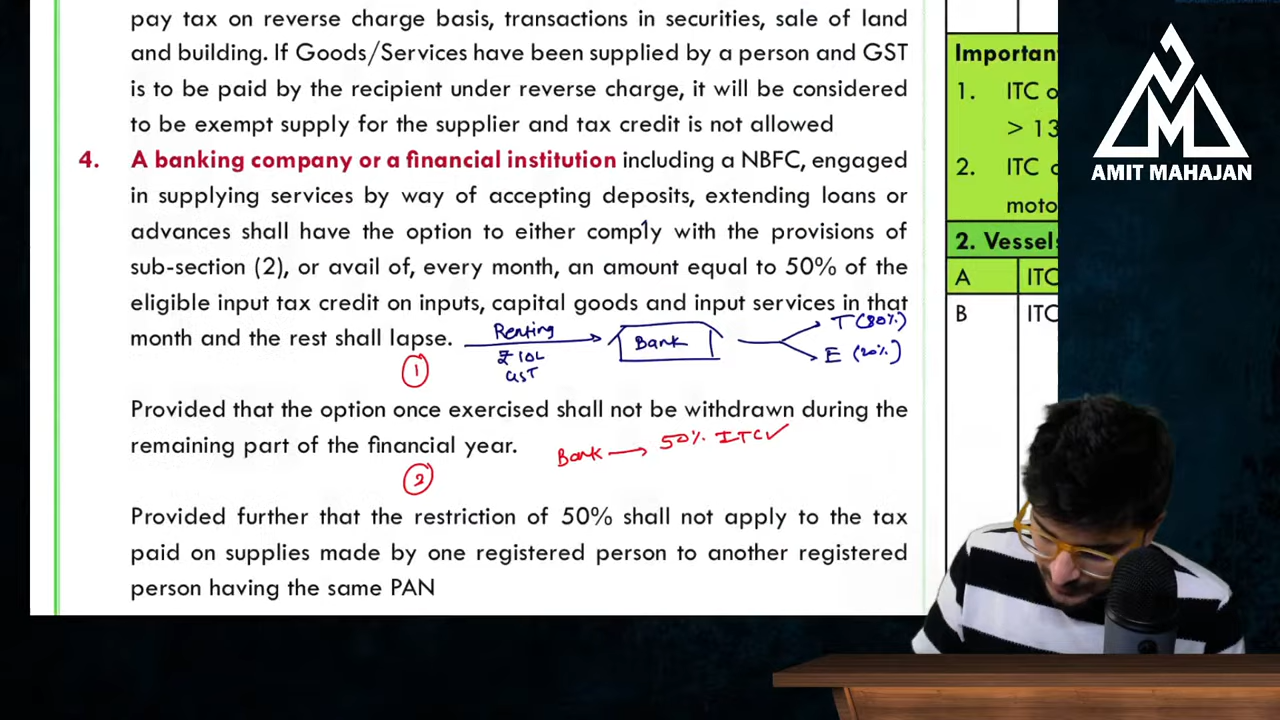 pay tax on reverse charge basis, transactions in securities, sale of land
and building. If Goods/Services have been supplied by a person and GST
is to be paid by the recipient under reverse charge, it will be considered
to be exempt supply for the supplier and tax credit is not allowed
4. A banking company or a financial institution including a NBFC, engaged
in supplying services by way of accepting deposits, extending loans or
advances shall have the option to either comply with the provisions of
sub-section (2), or avail of, every month, an amount equal to 50% of the
eligible input tax credit on inputs, capital goods and input services in that
month and the rest shall lapse.
Renting
₹ 10L
GST
Bank
T (80%)
E (20%)
1
Provided that the option once exercised shall not be withdrawn during the
remaining part of the financial year.
Bank → 50% ITC ✓
2
Provided further that the restriction of 50% shall not apply to the tax
paid on supplies made by one registered person to another registered
person having the same PAN
Important
1. ITC o
> 13
2. ITC
moto
2. Vessel
A ITC
B ITC
AMIT MAHAJAN